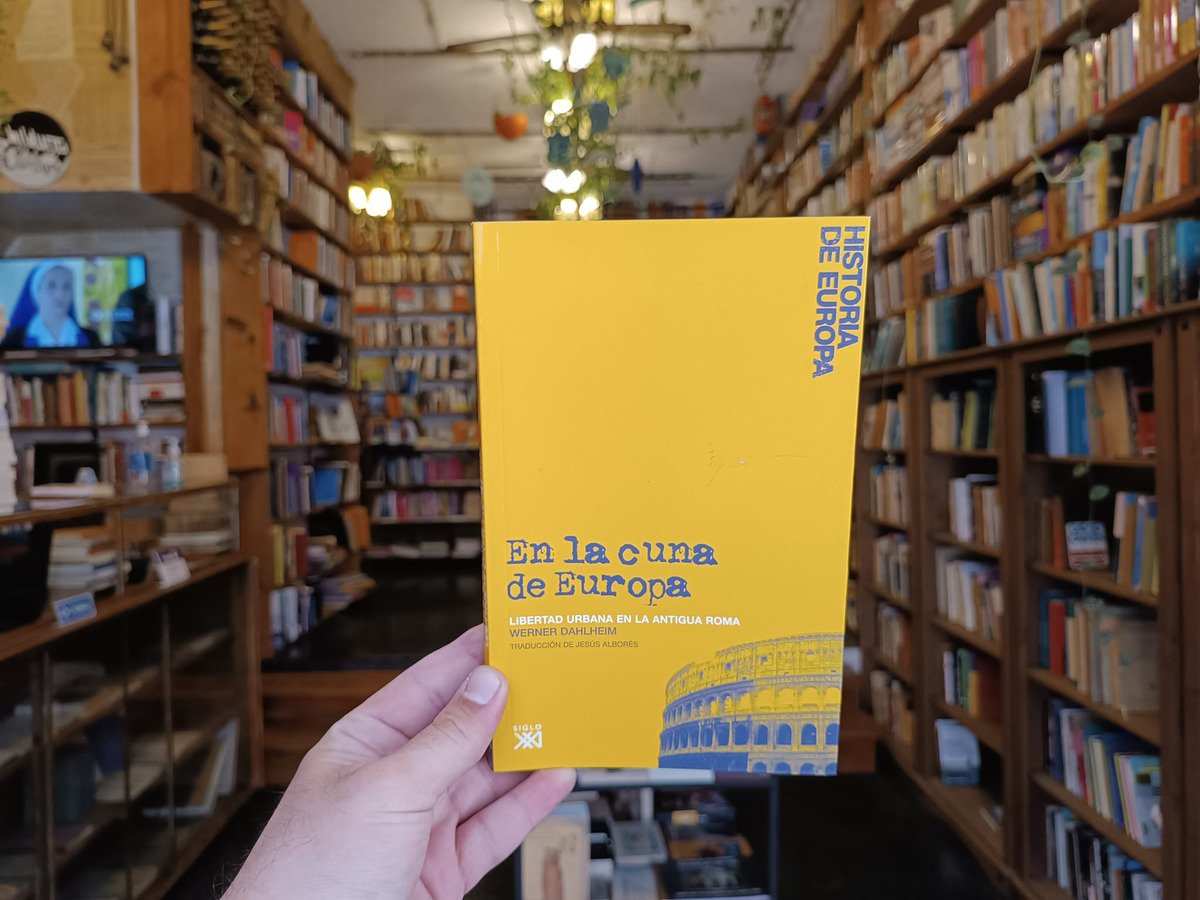 HISTORIA
DE EUROPA
En la cuna
de Europa
LIBERTAD URBANA EN LA ANTIGUA ROMA
WERNER DAHLHEIM
TRADUCCIÓN DE JESÚS ALBORÉS
SIGLO
XXI